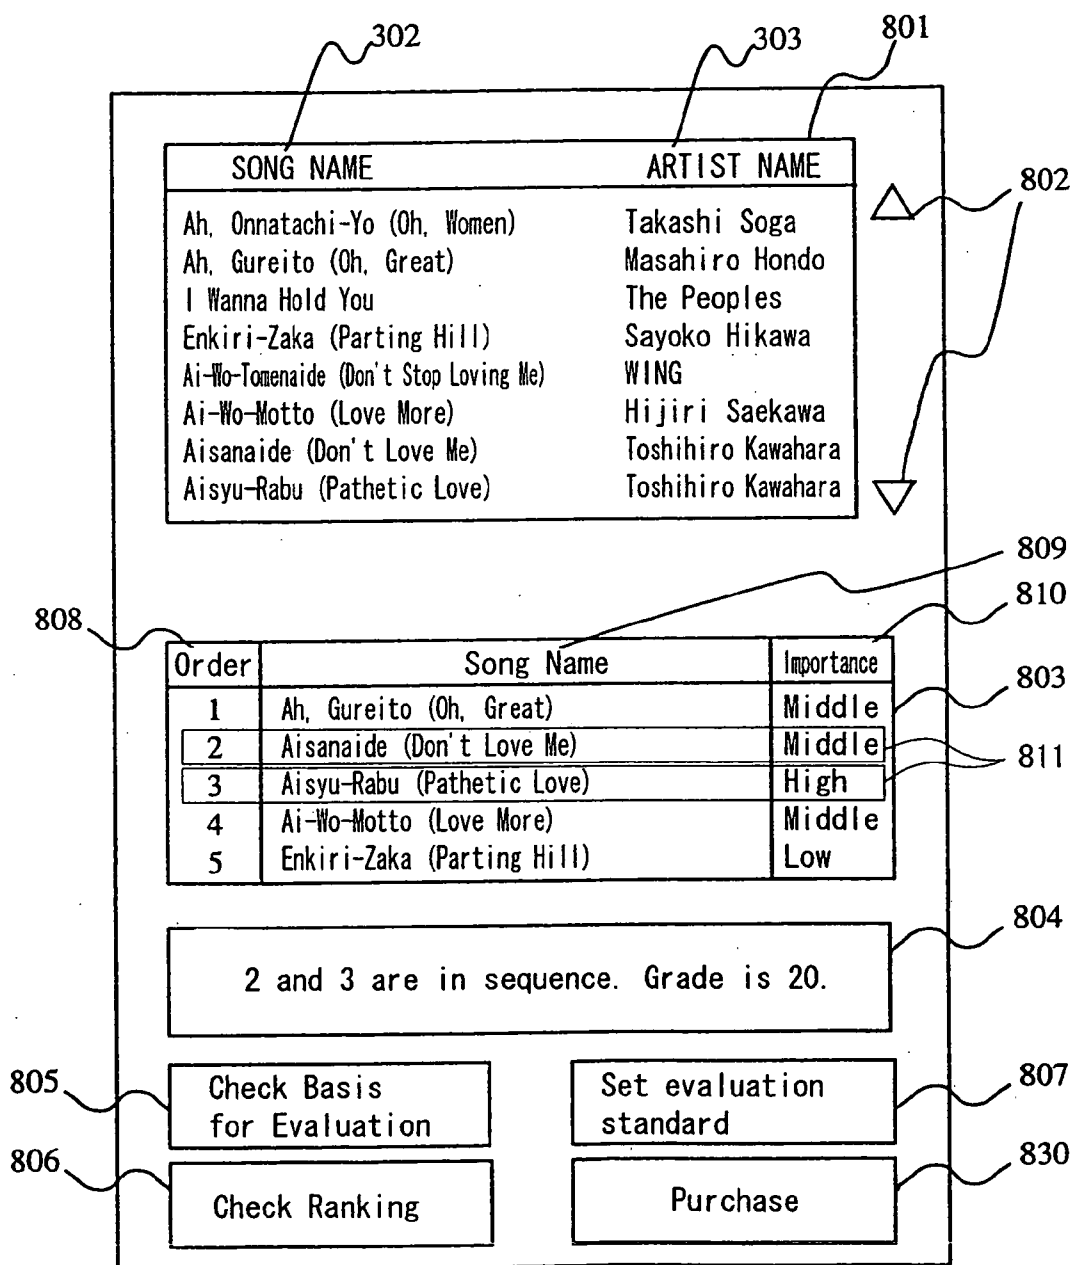 302 303 801
SONG NAME ARTIST NAME
802
Ah, Onnatachi-Yo (Oh, Women) Takashi Soga
Ah, Gureito (Oh, Great) Masahiro Hondo
I Wanna Hold You The Peoples
Enkiri-Zaka (Parting Hill) Sayoko Hikawa
Ai-Wo-Tomenaide (Don't Stop Loving Me) WING
Ai-Wo-Motto (Love More) Hijiri Saekawa
Aisanaide (Don't Love Me) Toshihiro Kawahara
Aisyu-Rabu (Pathetic Love) Toshihiro Kawahara
809
810
808
Order Song Name Importance
803
1 Ah, Gureito (Oh, Great) Middle
2 Aisanaide (Don't Love Me) Middle
811
3 Aisyu-Rabu (Pathetic Love) High
4 Ai-Wo-Motto (Love More) Middle
5 Enkiri-Zaka (Parting Hill) Low
804
2 and 3 are in sequence. Grade is 20.
805 Check Basis Set evaluation 807
for Evaluation standard
806 830
Check Ranking Purchase